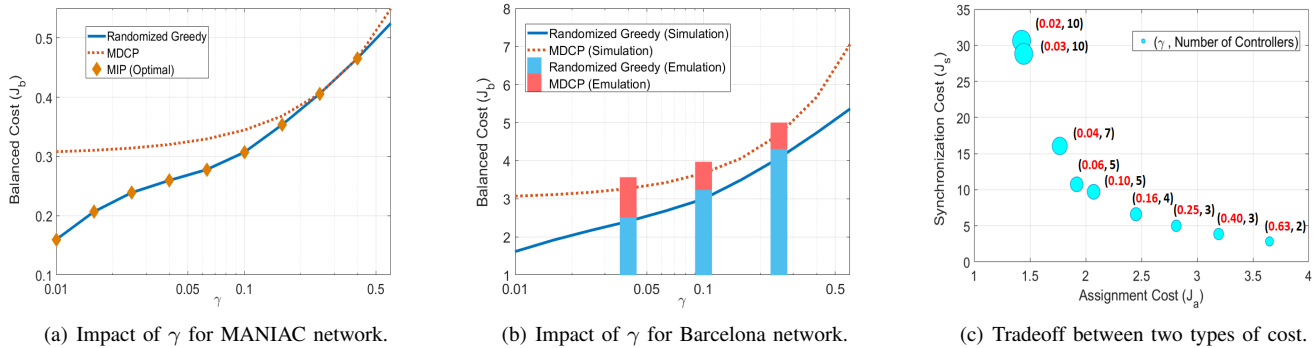 0.5
0.4
0.3
0.2
0.1
Balanced Cost (J_b)
Randomized Greedy
MDCP
MIP (Optimal)
0.01
0.05
0.1
0.5
γ
(a) Impact of γ for MANIAC network.
8
7
6
5
4
3
2
1
Balanced Cost (J_b)
Randomized Greedy (Simulation)
MDCP (Simulation)
Randomized Greedy (Emulation)
MDCP (Emulation)
0.01
0.05
0.1
0.5
γ
(b) Impact of γ for Barcelona network.
35
30
25
20
15
10
5
0
Synchronization Cost (J_s)
(γ , Number of Controllers)
(0.02, 10)
(0.03, 10)
(0.04, 7)
(0.06, 5)
(0.10, 5)
(0.16, 4)
(0.25, 3)
(0.40, 3)
(0.63, 2)
1
1.5
2
2.5
3
3.5
4
Assignment Cost (J_a)
(c) Tradeoff between two types of cost.